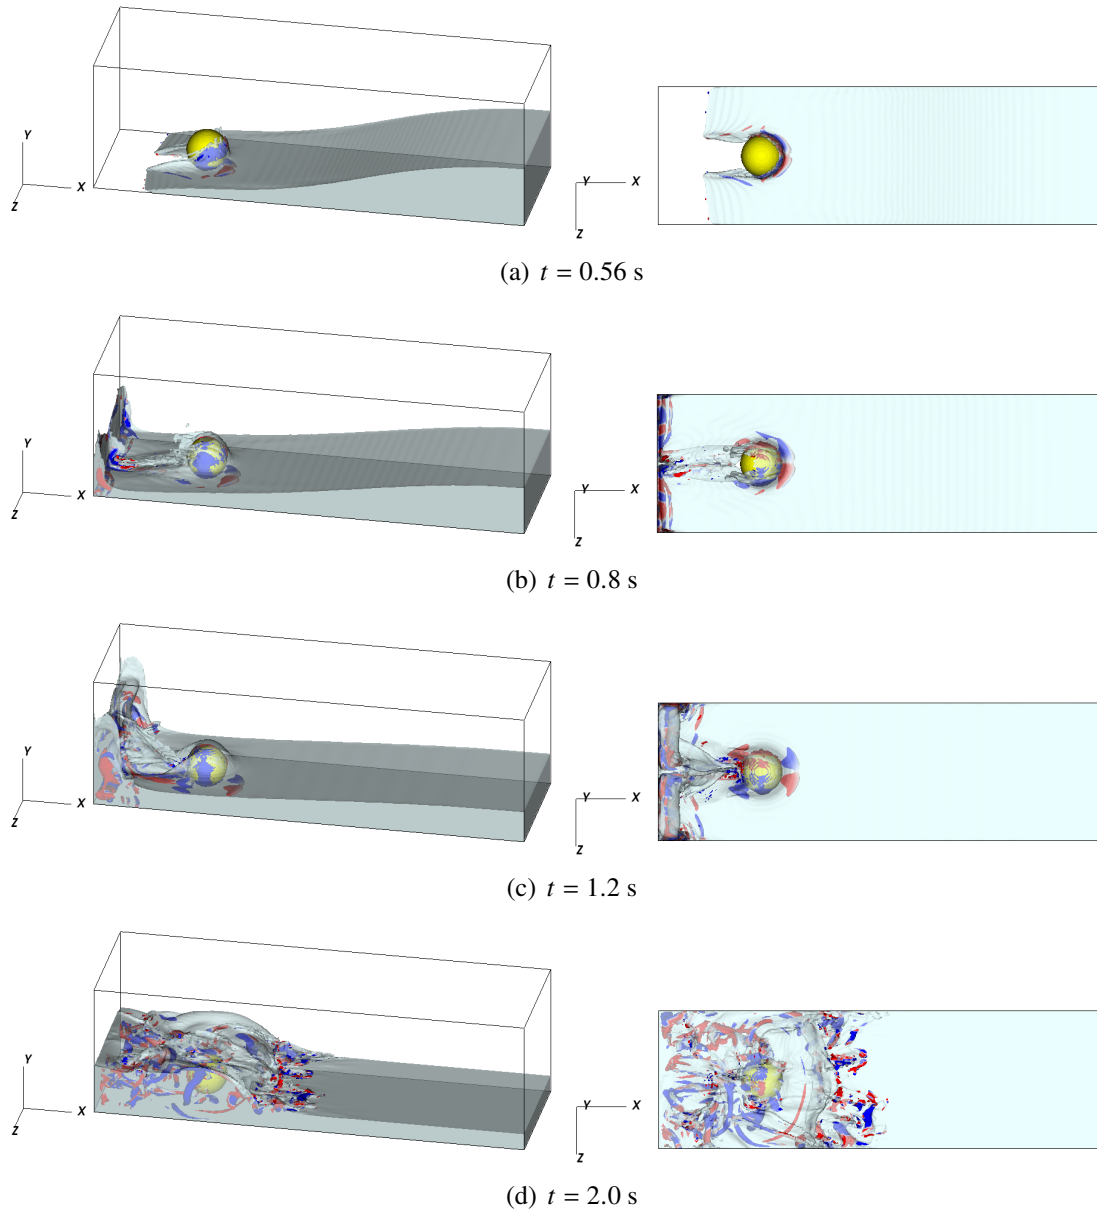 Y
X
Z
Y
X
Z
(a) t = 0.56 s
Y
X
Z
Y
X
Z
(b) t = 0.8 s
Y
X
Z
Y
X
Z
(c) t = 1.2 s
Y
X
Z
Y
X
Z
(d) t = 2.0 s